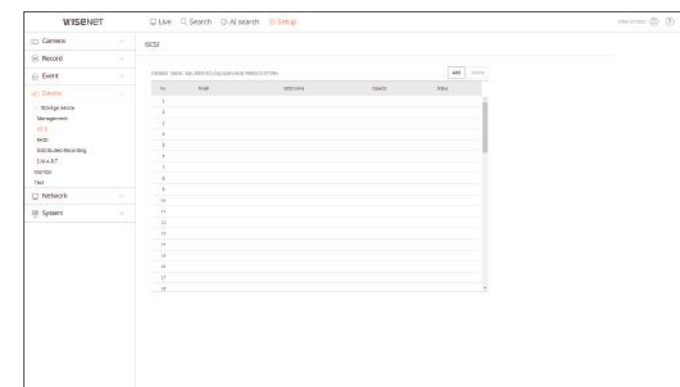 WISENET
Live Search AI search Setup
Camera
iSCSI
Record
Event
Add
Device
No. Model Capacity Status
Storage device
Management
iSCSI
RAID
Distributed Recording
S.M.A.R.T
Monitor
Text
Network
System
1
2
3
4
5
6
7
8
9
10
11
12
13
14
15
16
17
18